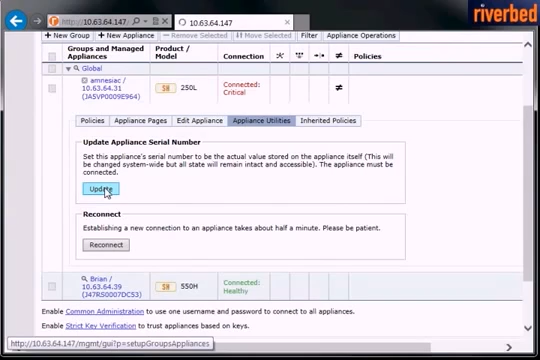 riverbed
http://10.63.64.147/
10.63.64.147
New Group
New Appliance
Remove Selected
Move Selected
Filter
Appliance Operations
Groups and Managed Appliances
Product / Model
Connection
Policies
Global
amnesiac / 10.63.64.31 (JA5VP0009E964)
SH
250L
Connected: Critical
Policies
Appliance Pages
Edit Appliance
Appliance Utilities
Inherited Policies
Update Appliance Serial Number
Set this appliance's serial number to be the actual value stored on the appliance itself (This will
be changed system-wide but all state will remain intact and accessible). The appliance must be
connected.
Update
Reconnect
Establishing a new connection to an appliance takes about half a minute. Please be patient.
Reconnect
Brian / 10.63.64.39 (J47RS0007DC53)
SH
550H
Connected: Healthy
Enable Common Administration to use one username and password to connect to all appliances.
Enable Strict Key Verification to trust appliances based on keys.
http://10.63.64.147/mgmt/gui?p=setupGroupsAppliances